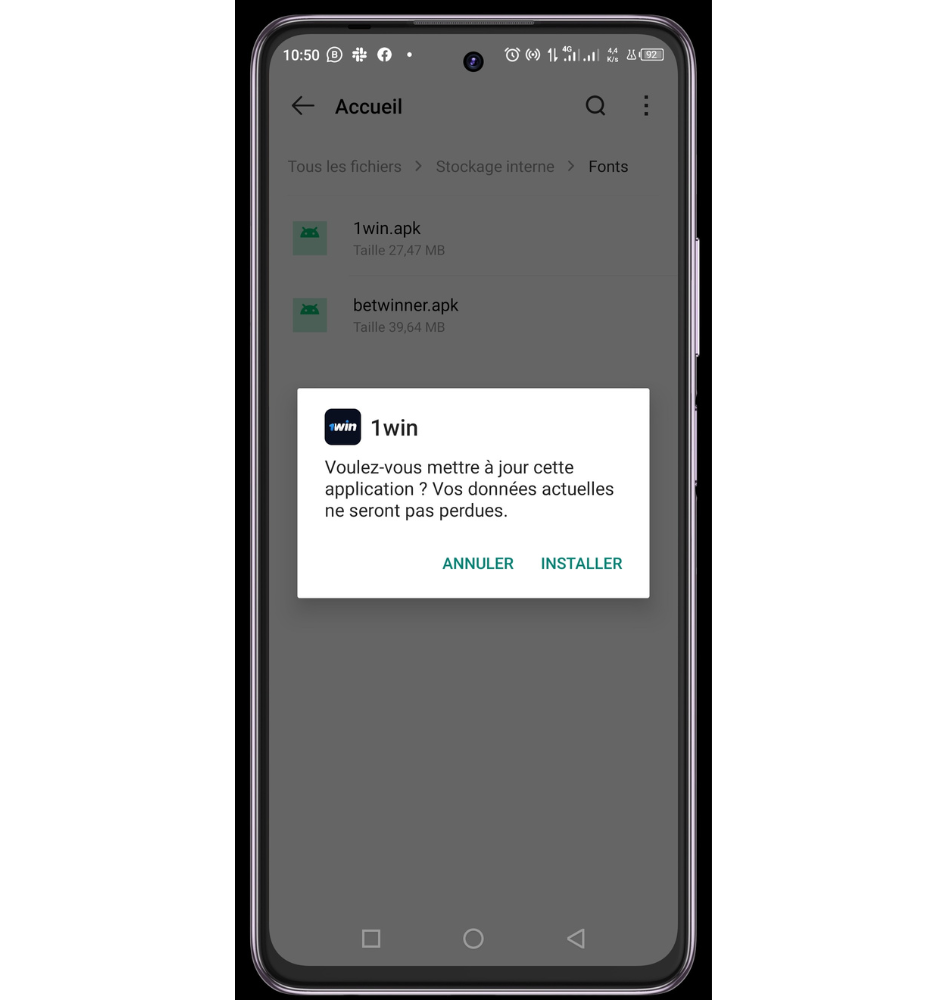 10:50
4G
4,4
K/s
92
Accueil
Tous les fichiers > Stockage interne > Fonts
1win.apk
Taille 27,47 MB
betwinner.apk
Taille 39,64 MB
1win
1win
Voulez-vous mettre à jour cette
application ? Vos données actuelles
ne seront pas perdues.
ANNULER INSTALLER